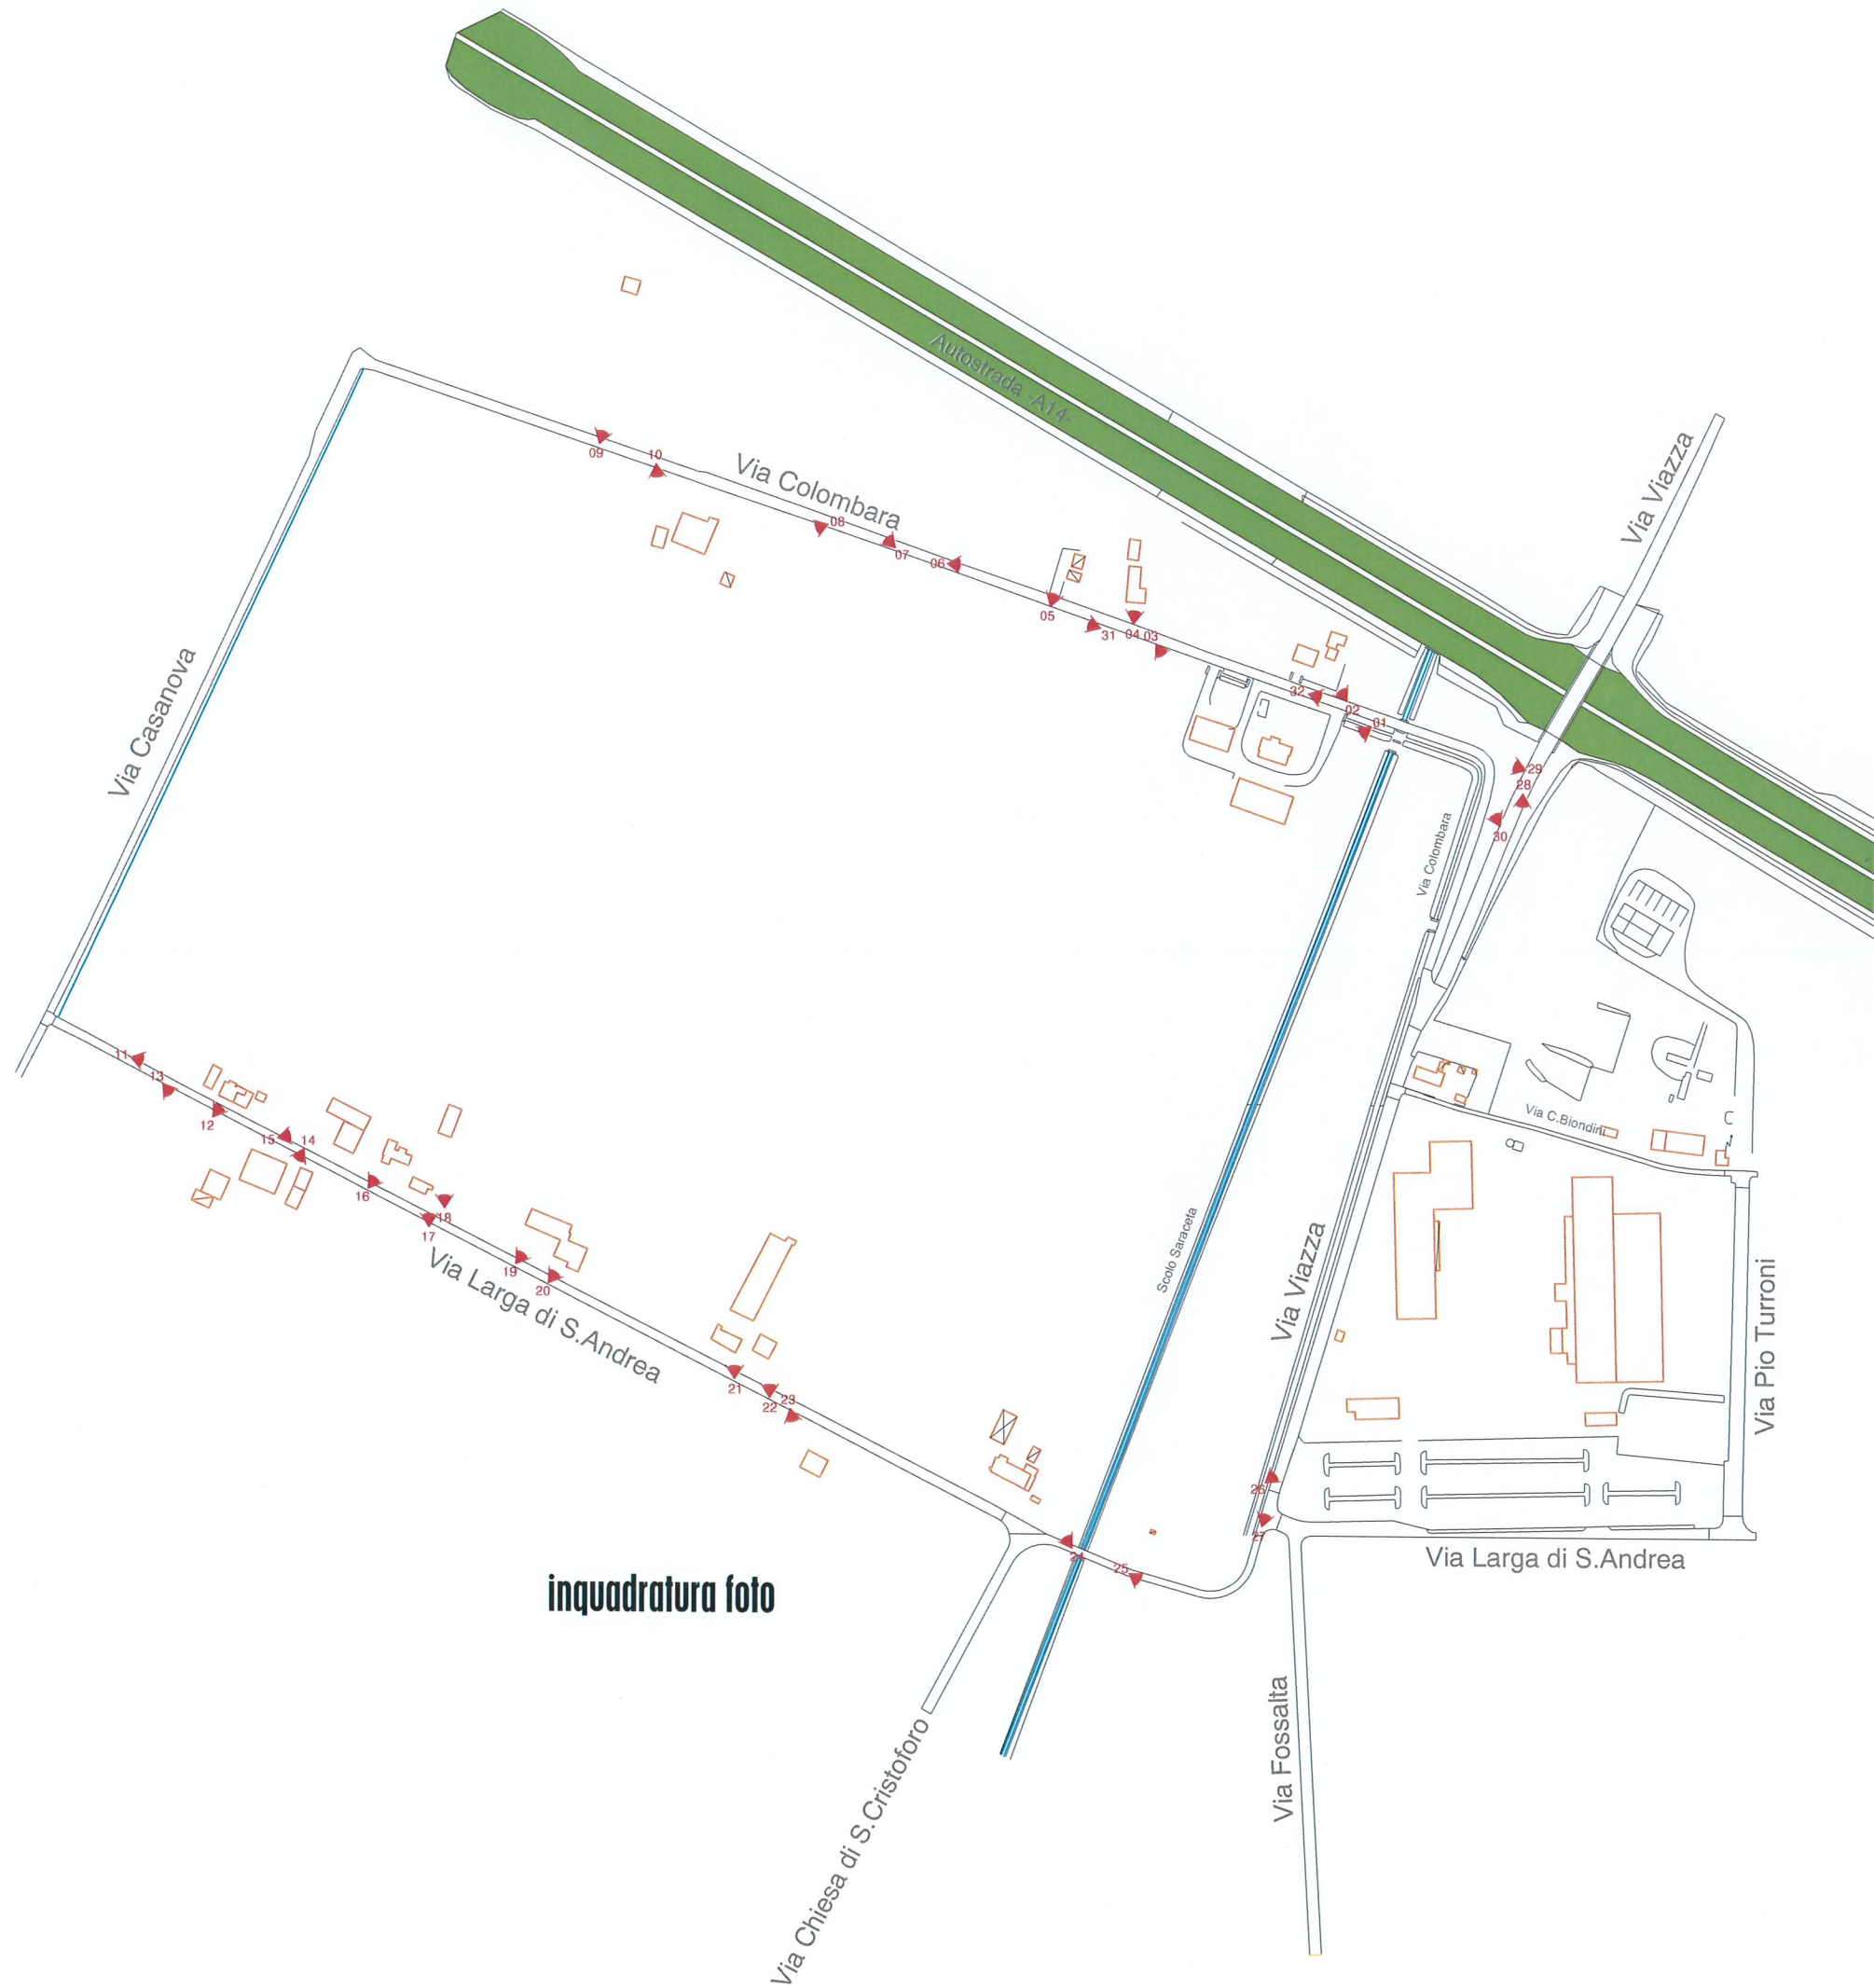 Autostrada -A14-
Via Viazza
09
10
Via Colombara
08
07
06
05
31
04
03
32
02
01
29
28
30
Via Casanova
Via Colombara
11
13
12
15
14
16
18
17
19
20
Via Larga di S.Andrea
21
23
22
Via C.Biondini
Scolo Saraceta
Via Viazza
Via Pio Turroni
26
27
24
25
Via Larga di S.Andrea
inquadratura foto
Via Chiesa di S.Cristoforo
Via Fossalta